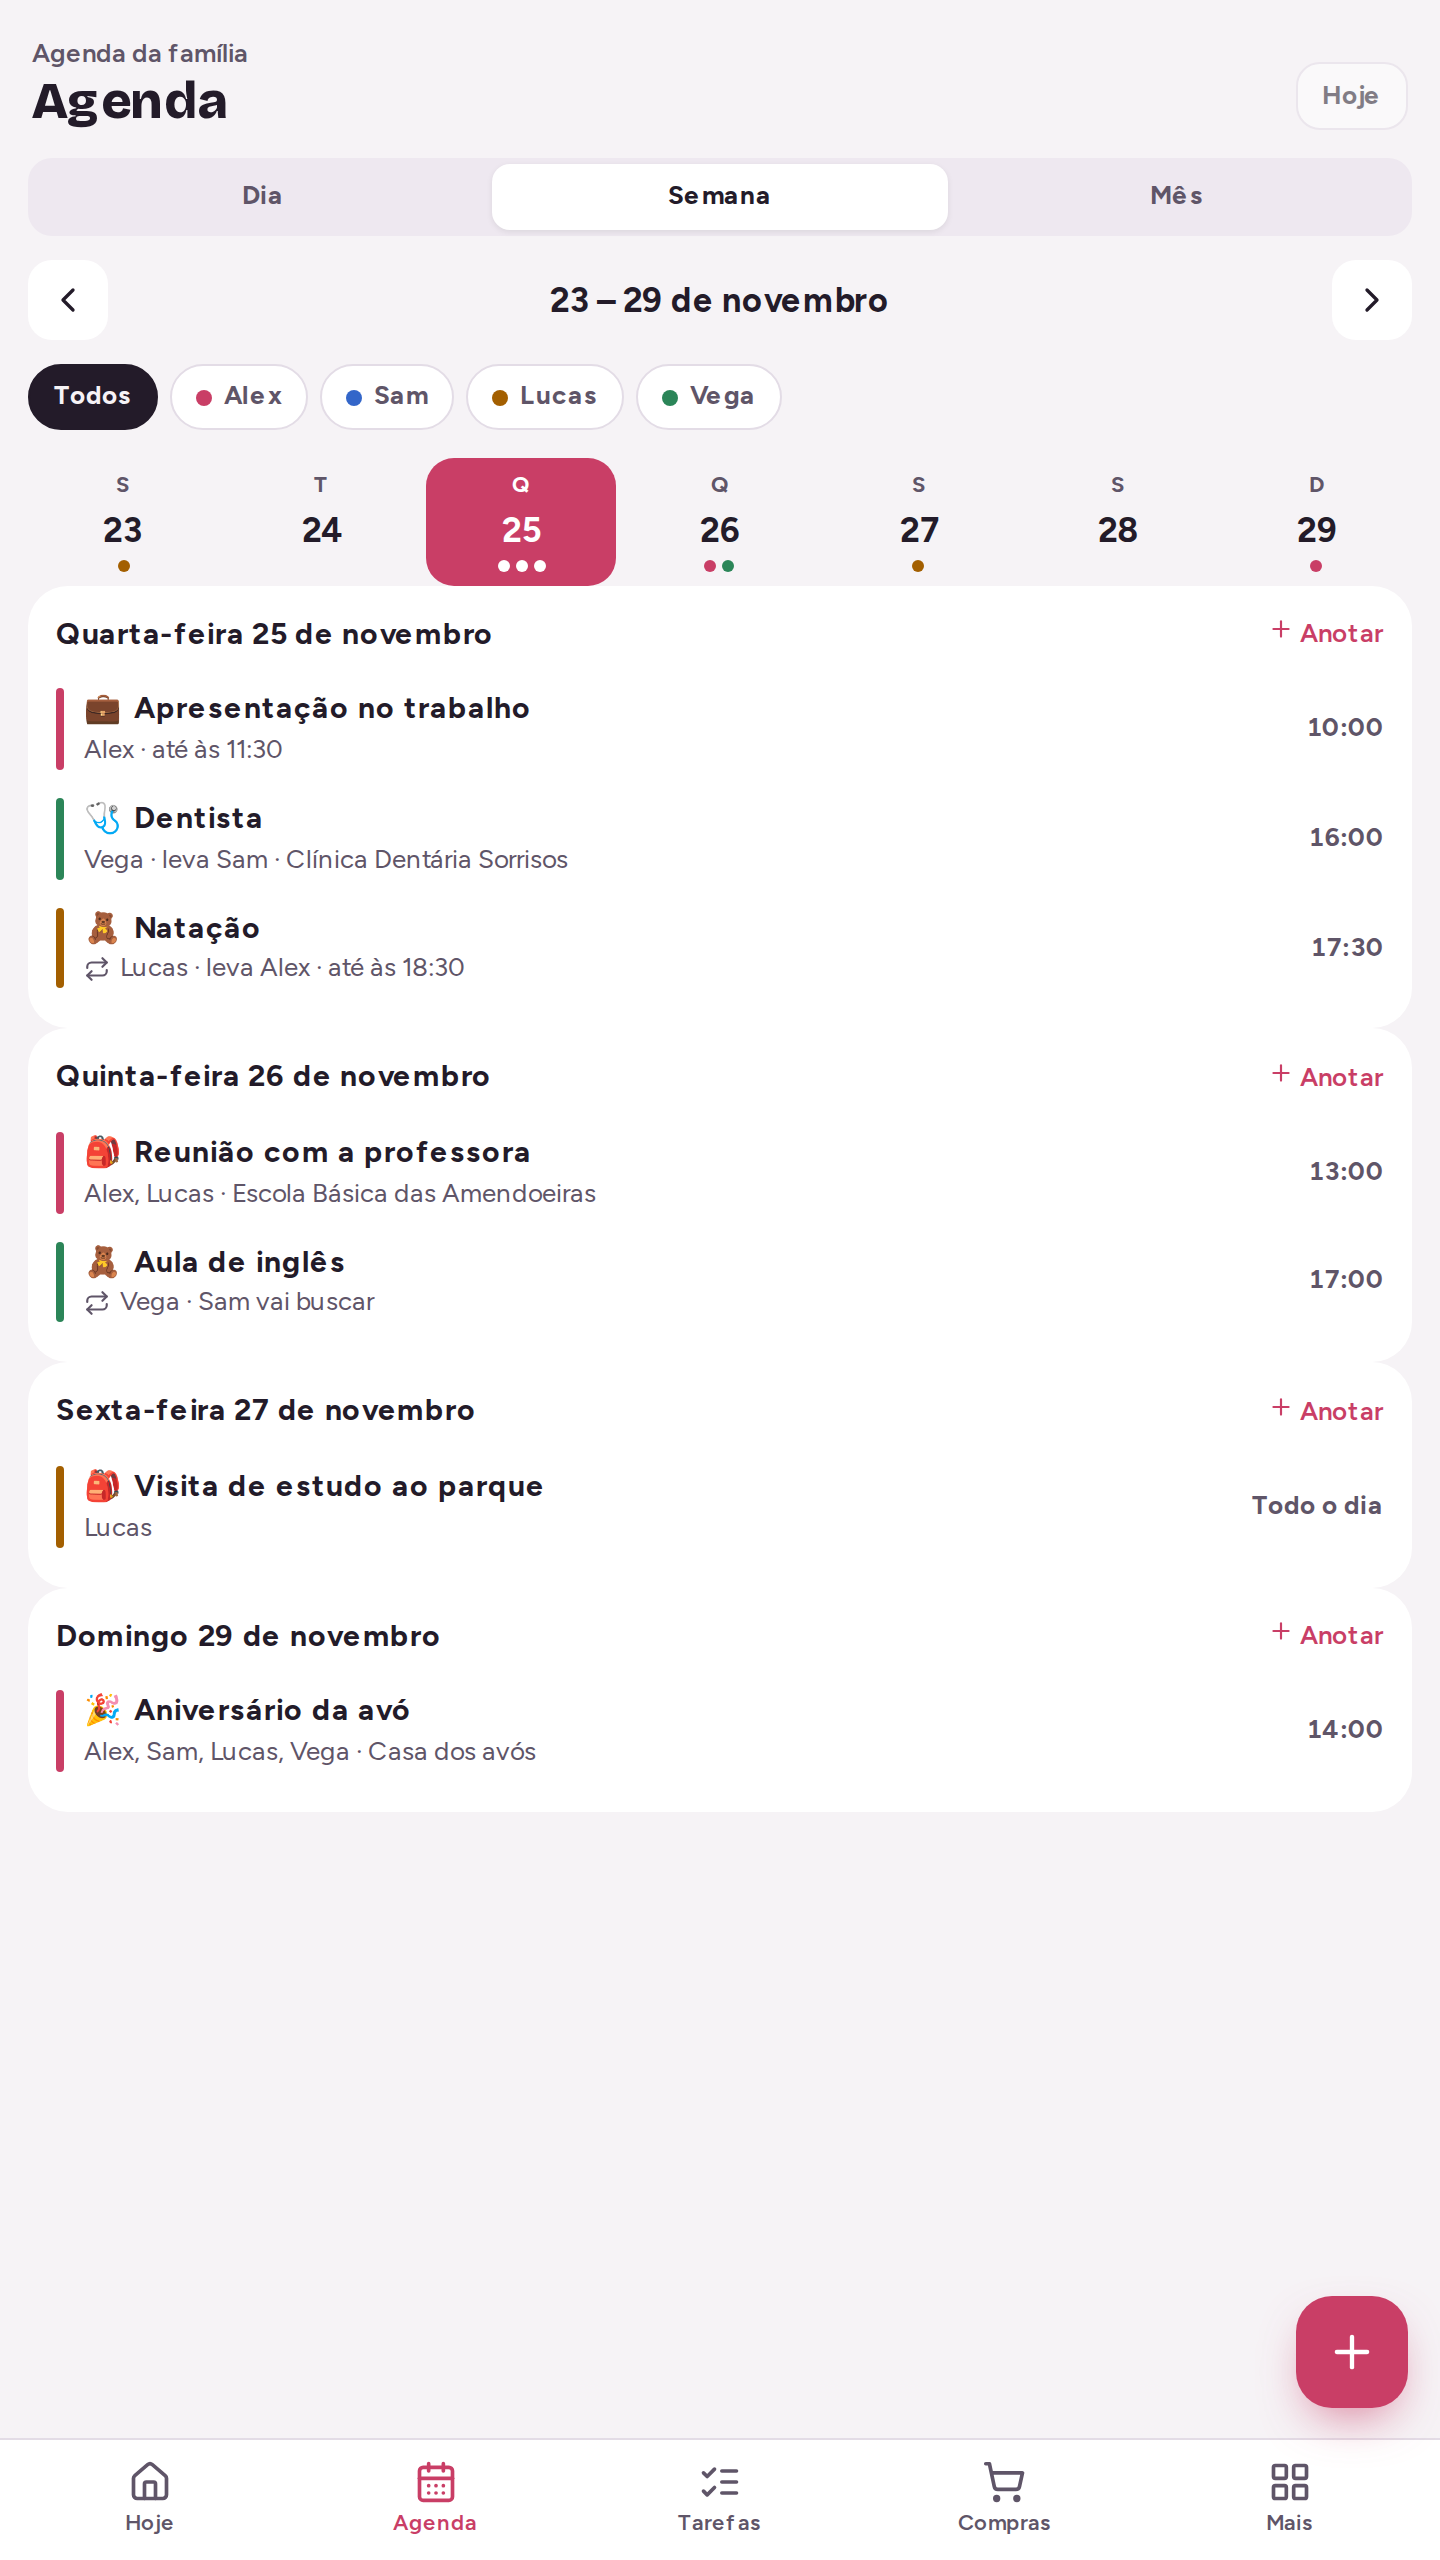 Agenda da família
Agenda
Hoje
Dia
Semana
Mês
23 – 29 de novembro
Todos
Alex
Sam
Lucas
Vega
S
T
Q
Q
S
S
D
23
24
25
26
27
28
29
Quarta-feira 25 de novembro
+ Anotar
Apresentação no trabalho
Alex · até às 11:30
10:00
Dentista
Vega · leva Sam · Clínica Dentária Sorrisos
16:00
Natação
Lucas · leva Alex · até às 18:30
17:30
Quinta-feira 26 de novembro
+ Anotar
Reunião com a professora
Alex, Lucas · Escola Básica das Amendoeiras
13:00
Aula de inglês
Vega · Sam vai buscar
17:00
Sexta-feira 27 de novembro
+ Anotar
Visita de estudo ao parque
Lucas
Todo o dia
Domingo 29 de novembro
+ Anotar
Aniversário da avó
Alex, Sam, Lucas, Vega · Casa dos avós
14:00
Hoje
Agenda
Tarefas
Compras
Mais